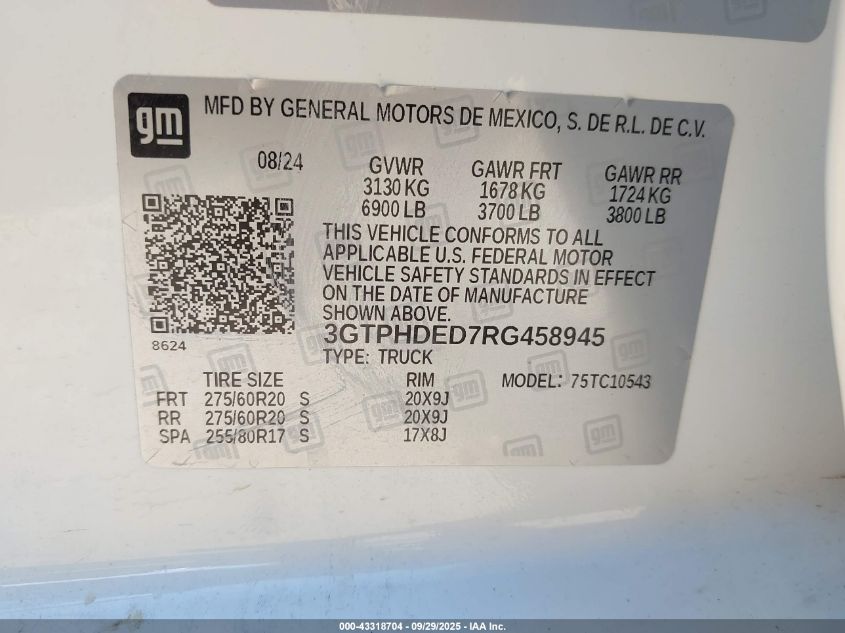 gm
MFD BY GENERAL MOTORS DE MEXICO, S. DE R.L. DE C.V.
08/24 GVWR GAWR FRT GAWR RR
3130 KG 1678 KG 1724 KG
6900 LB 3700 LB 3800 LB
THIS VEHICLE CONFORMS TO ALL
APPLICABLE U.S. FEDERAL MOTOR
VEHICLE SAFETY STANDARDS IN EFFECT
ON THE DATE OF MANUFACTURE
SHOWN ABOVE.
8624
3GTPHDED7RG458945
TYPE: TRUCK
TIRE SIZE RIM MODEL: 75TC10543
FRT 275/60R20 S 20X9J
RR 275/60R20 S 20X9J
SPA 255/80R17 S 17X8J
000-43318704 - 09/29/2025 - IAA Inc.